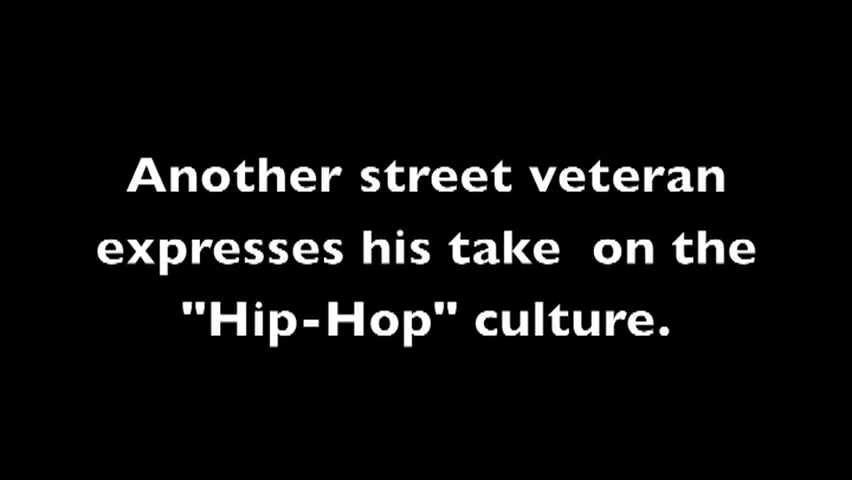 Another street veteran
expresses his take  on the
"Hip-Hop" culture.